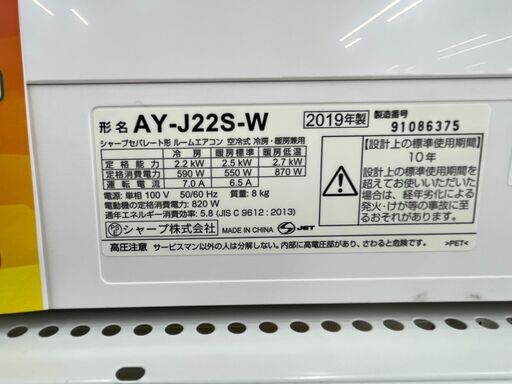 形名 AY-J22S-W 2019年製 製造番号 91086375
シャープセパレート形 ルームエアコン 空冷式 冷房・暖房兼用
冷房 暖房標準 暖房低温
定格能力 2.2 kW 2.5 kW 2.7 kW
定格消費電力 590 W 550 W 870 W
運転電流 7.0 A 6.5 A
電源: 単相 100 V 50/60 Hz 質量: 8 kg
電動機の定格消費電力: 820 W
通年エネルギー消費効率: 5.8 (JIS C 9612 : 2013)
シャープ株式会社 MADE IN CHINA S JET
高圧注意 サービスマン以外の人は分解しないこと。内部に高電圧部があり、さわると危険です。
【設計上の標準使用期間】
10年
設計上の標準使用期間を
超えてお使いいただいた
場合は、経年劣化による
発火・けが等の事故に至
るおそれがあります。
>PET<